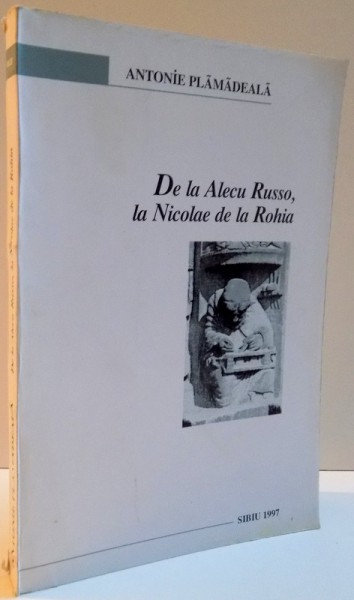 ANTONIE PLĂMĂDEALĂ
De la Alecu Russo,
la Nicolae de la Rohia
SIBIU 1997